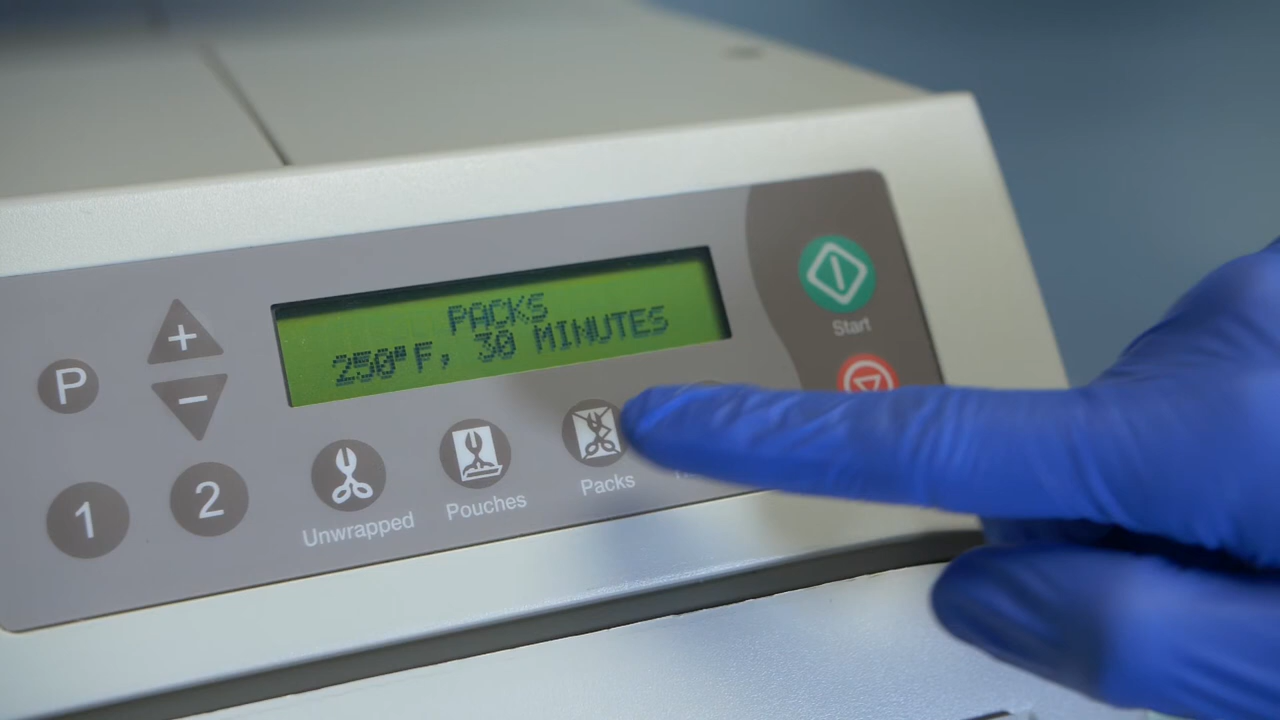 PACKS
250°F, 30 MINUTES
Start
P
+
−
1
2
Unwrapped
Pouches
Packs